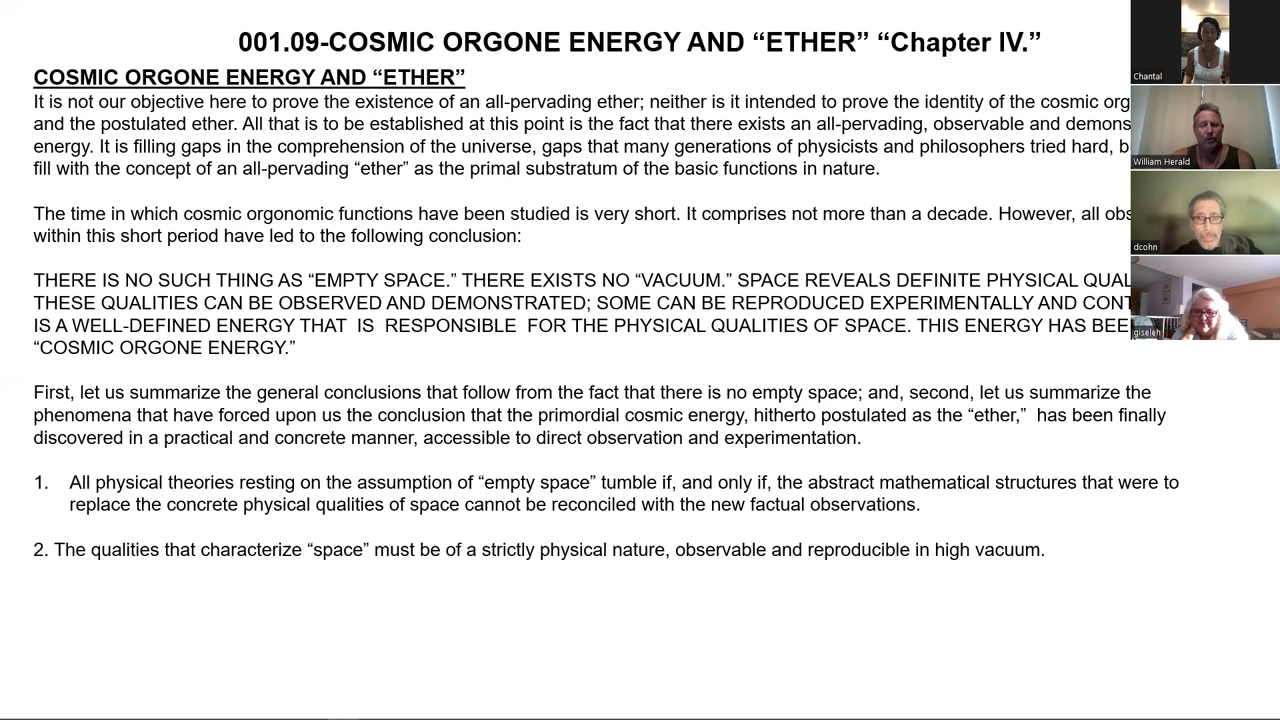 001.09-COSMIC ORGONE ENERGY AND “ETHER” “Chapter IV.”
COSMIC ORGONE ENERGY AND “ETHER”
It is not our objective here to prove the existence of an all-pervading ether; neither is it intended to prove the identity of the cosmic org
and the postulated ether. All that is to be established at this point is the fact that there exists an all-pervading, observable and demons
energy. It is filling gaps in the comprehension of the universe, gaps that many generations of physicists and philosophers tried hard, b
fill with the concept of an all-pervading “ether” as the primal substratum of the basic functions in nature.
The time in which cosmic orgonomic functions have been studied is very short. It comprises not more than a decade. However, all obs
within this short period have led to the following conclusion:
THERE IS NO SUCH THING AS “EMPTY SPACE.” THERE EXISTS NO “VACUUM.” SPACE REVEALS DEFINITE PHYSICAL QUAL
THESE QUALITIES CAN BE OBSERVED AND DEMONSTRATED; SOME CAN BE REPRODUCED EXPERIMENTALLY AND CONT
IS A WELL-DEFINED ENERGY THAT IS RESPONSIBLE FOR THE PHYSICAL QUALITIES OF SPACE. THIS ENERGY HAS BEE
“COSMIC ORGONE ENERGY.”
First, let us summarize the general conclusions that follow from the fact that there is no empty space; and, second, let us summarize the
phenomena that have forced upon us the conclusion that the primordial cosmic energy, hitherto postulated as the “ether,” has been finally
discovered in a practical and concrete manner, accessible to direct observation and experimentation.
1. All physical theories resting on the assumption of “empty space” tumble if, and only if, the abstract mathematical structures that were to
replace the concrete physical qualities of space cannot be reconciled with the new factual observations.
2. The qualities that characterize “space” must be of a strictly physical nature, observable and reproducible in high vacuum.
Chantal
William Herald
dcohn
giseleh